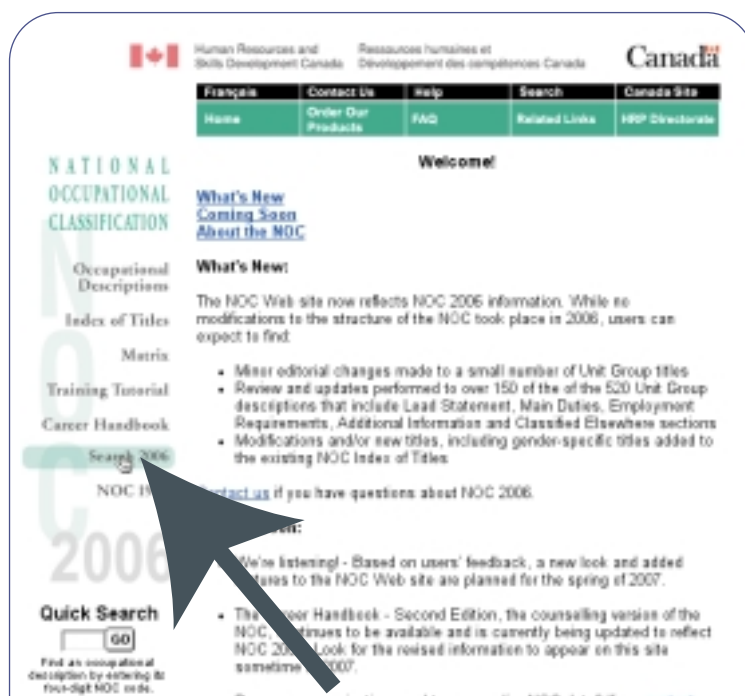 Human Resources and
Skills Development Canada
Ressources humaines et
Développement des compétences Canada
Canada
Français Contact Us Help Search Canada Site
Home Order Our
Products FAQ Related Links HRP Directorate
NATIONAL
OCCUPATIONAL
CLASSIFICATION
Occupational
Descriptions
Index of Titles
Matrix
Training Tutorial
Career Handbook
Search 2006
NOC
NOC
2006
Quick Search
GO
Find an occupational
description by entering its
four-digit NOC code.
Welcome!
What's New
Coming Soon
About the NOC
What's New:
The NOC Web site now reflects NOC 2006 information. While no
modifications to the structure of the NOC took place in 2006, users can
expect to find:
• Minor editorial changes made to a small number of Unit Group titles
• Review and updates performed to over 150 of the of the 520 Unit Group
descriptions that include Lead Statement, Main Duties, Employment
Requirements, Additional Information and Classified Elsewhere sections
• Modifications and/or new titles, including gender-specific titles added to
the existing NOC Index of Titles
Contact us if you have questions about NOC 2006.
We're listening! - Based on users' feedback, a new look and added
to the NOC Web site are planned for the spring of 2007.
• The Career Handbook - Second Edition, the counselling version of the
NOC, continues to be available and is currently being updated to reflect
NOC Look for the revised information to appear on this site
sometime 2007.